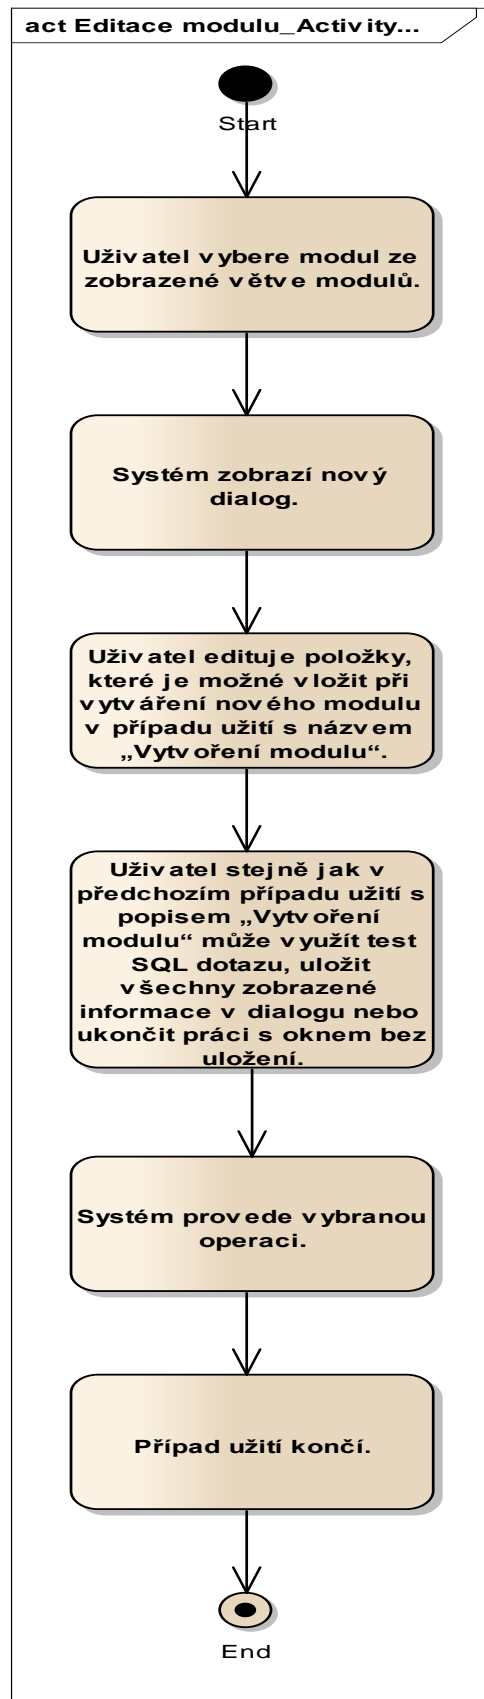 act Editace modulu_Activity...
Start
Uživatel vybere modul ze
zobrazené větve modulů.
Systém zobrazí nový
dialog.
Uživatel edituje položky,
které je možné vložit při
vytváření nového modulu
v případu užití s názvem
„Vytvoření modulu“.
Uživatel stejně jak v
předchozím případu užití s
popisem „Vytvoření
modulu“ může využít test
SQL dotazu, uložit
všechny zobrazené
informace v dialogu nebo
ukončit práci s oknem bez
uložení.
Systém provede vybranou
operaci.
Případ užití končí.
End